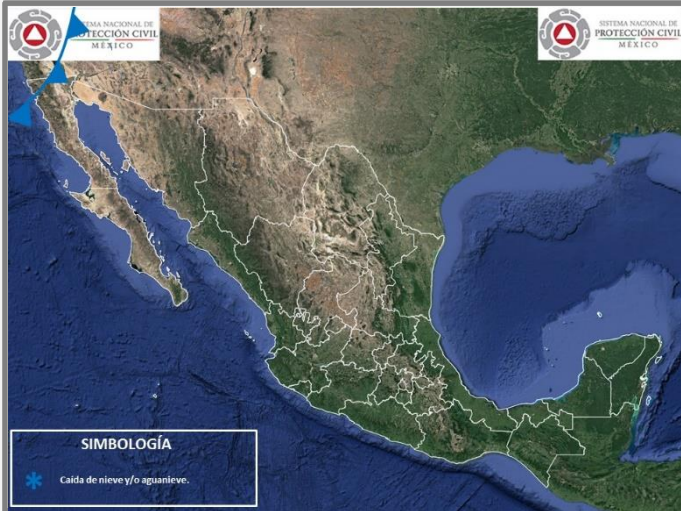 SISTEMA NACIONAL DE
PROTECCIÓN CIVIL
MÉXICO
SISTEMA NACIONAL DE
PROTECCIÓN CIVIL
MÉXICO
SIMBOLOGÍA
Caída de nieve y/o aguanieve.